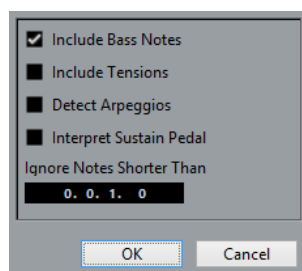 Include Bass Notes
Include Tensions
Detect Arpeggios
Interpret Sustain Pedal
Ignore Notes Shorter Than
0. 0. 1. 0
OK Cancel